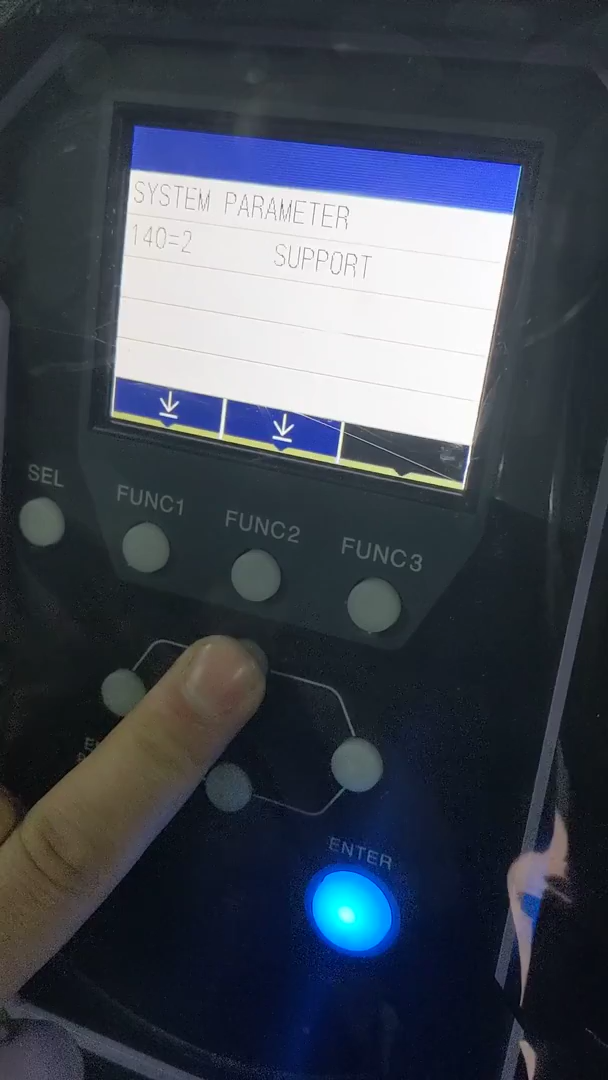 SYSTEM PARAMETER
140=2 SUPPORT
SEL
FUNC1
FUNC2
FUNC3
ENTER